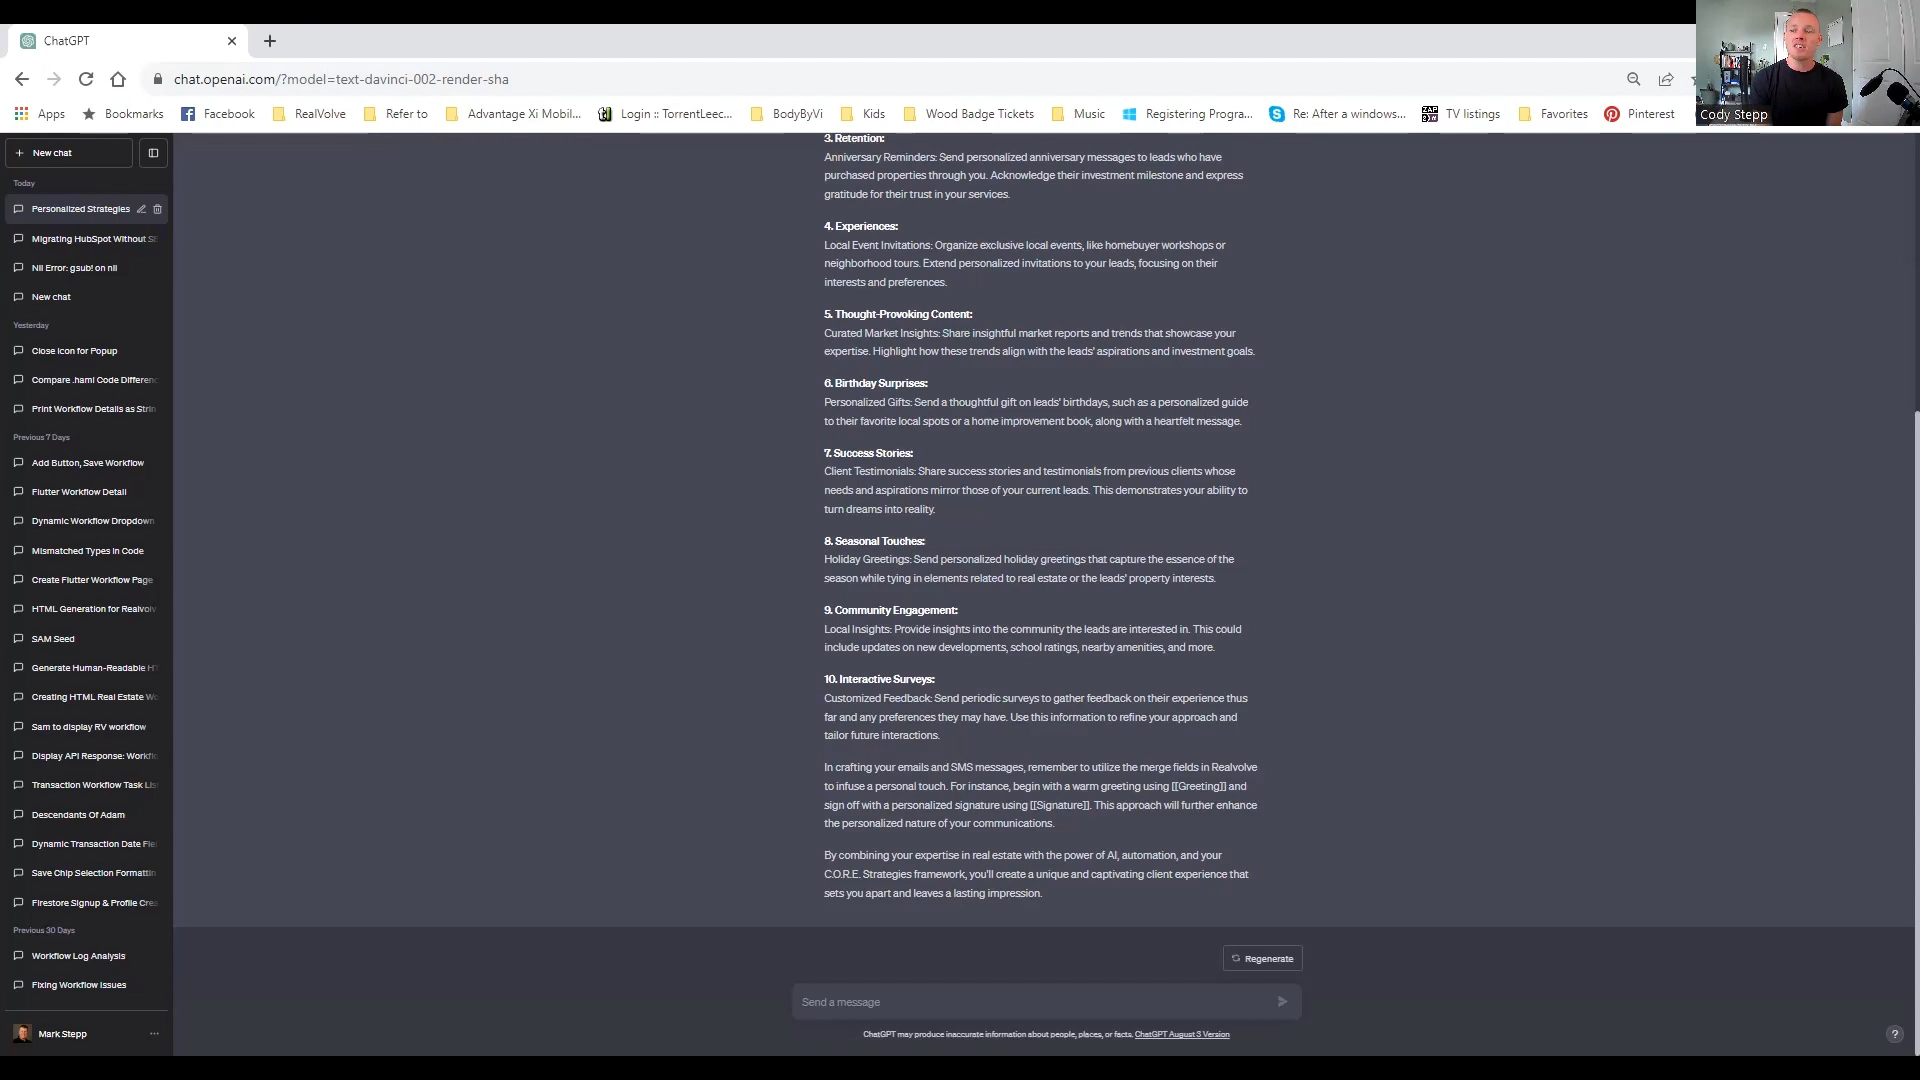 ChatGPT
chat.openai.com/?model=text-davinci-002-render-sha
Apps
Bookmarks
Facebook
RealVolve
Refer to
Advantage Xi Mobil...
Login :: TorrentLeec...
BodyByVi
Kids
Wood Badge Tickets
Music
Registering Progra...
Re: After a windows...
TV listings
Favorites
Pinterest
Cody Stepp
New chat
Today
Personalized Strategies
Migrating HubSpot Without
Nil Error: gsub! on nil
New chat
Yesterday
Close Icon for Popup
Compare .haml Code Differenc
Print Workflow Details as Strin
Previous 7 Days
Add Button, Save Workflow
Flutter Workflow Detail
Dynamic Workflow Dropdown
Mismatched Types in Code
Create Flutter Workflow Page
HTML Generation for Realvolv
SAM Seed
Generate Human-Readable
Creating HTML Real Estate
Sam to display RV workflow
Display API Response: Workflo
Transaction Workflow Task Lis
Descendants Of Adam
Dynamic Transaction Date Fie
Save Chip Selection Formattin
Firestore Signup & Profile Cre
Previous 30 Days
Workflow Log Analysis
Fixing Workflow Issues
Mark Stepp
3. Retention:
Anniversary Reminders: Send personalized anniversary messages to leads who have
purchased properties through you. Acknowledge their investment milestone and express
gratitude for their trust in your services.
4. Experiences:
Local Event Invitations: Organize exclusive local events, like homebuyer workshops or
neighborhood tours. Extend personalized invitations to your leads, focusing on their
interests and preferences.
5. Thought-Provoking Content:
Curated Market Insights: Share insightful market reports and trends that showcase your
expertise. Highlight how these trends align with the leads' aspirations and investment goals.
6. Birthday Surprises:
Personalized Gifts: Send a thoughtful gift on leads' birthdays, such as a personalized guide
to their favorite local spots or a home improvement book, along with a heartfelt message.
7. Success Stories:
Client Testimonials: Share success stories and testimonials from previous clients whose
needs and aspirations mirror those of your current leads. This demonstrates your ability to
turn dreams into reality.
8. Seasonal Touches:
Holiday Greetings: Send personalized holiday greetings that capture the essence of the
season while tying in elements related to real estate or the leads' property interests.
9. Community Engagement:
Local Insights: Provide insights into the community the leads are interested in. This could
include updates on new developments, school ratings, nearby amenities, and more.
10. Interactive Surveys:
Customized Feedback: Send periodic surveys to gather feedback on their experience thus
far and any preferences they may have. Use this information to refine your approach and
tailor future interactions.
In crafting your emails and SMS messages, remember to utilize the merge fields in Realvolve
to infuse a personal touch. For instance, begin with a warm greeting using [[Greeting]] and
sign off with a personalized signature using [[Signature]]. This approach will further enhance
the personalized nature of your communications.
By combining your expertise in real estate with the power of AI, automation, and your
C.O.R.E. Strategies framework, you'll create a unique and captivating client experience that
sets you apart and leaves a lasting impression.
Regenerate
Send a message
ChatGPT may produce inaccurate information about people, places, or facts. ChatGPT August 3 Version
?